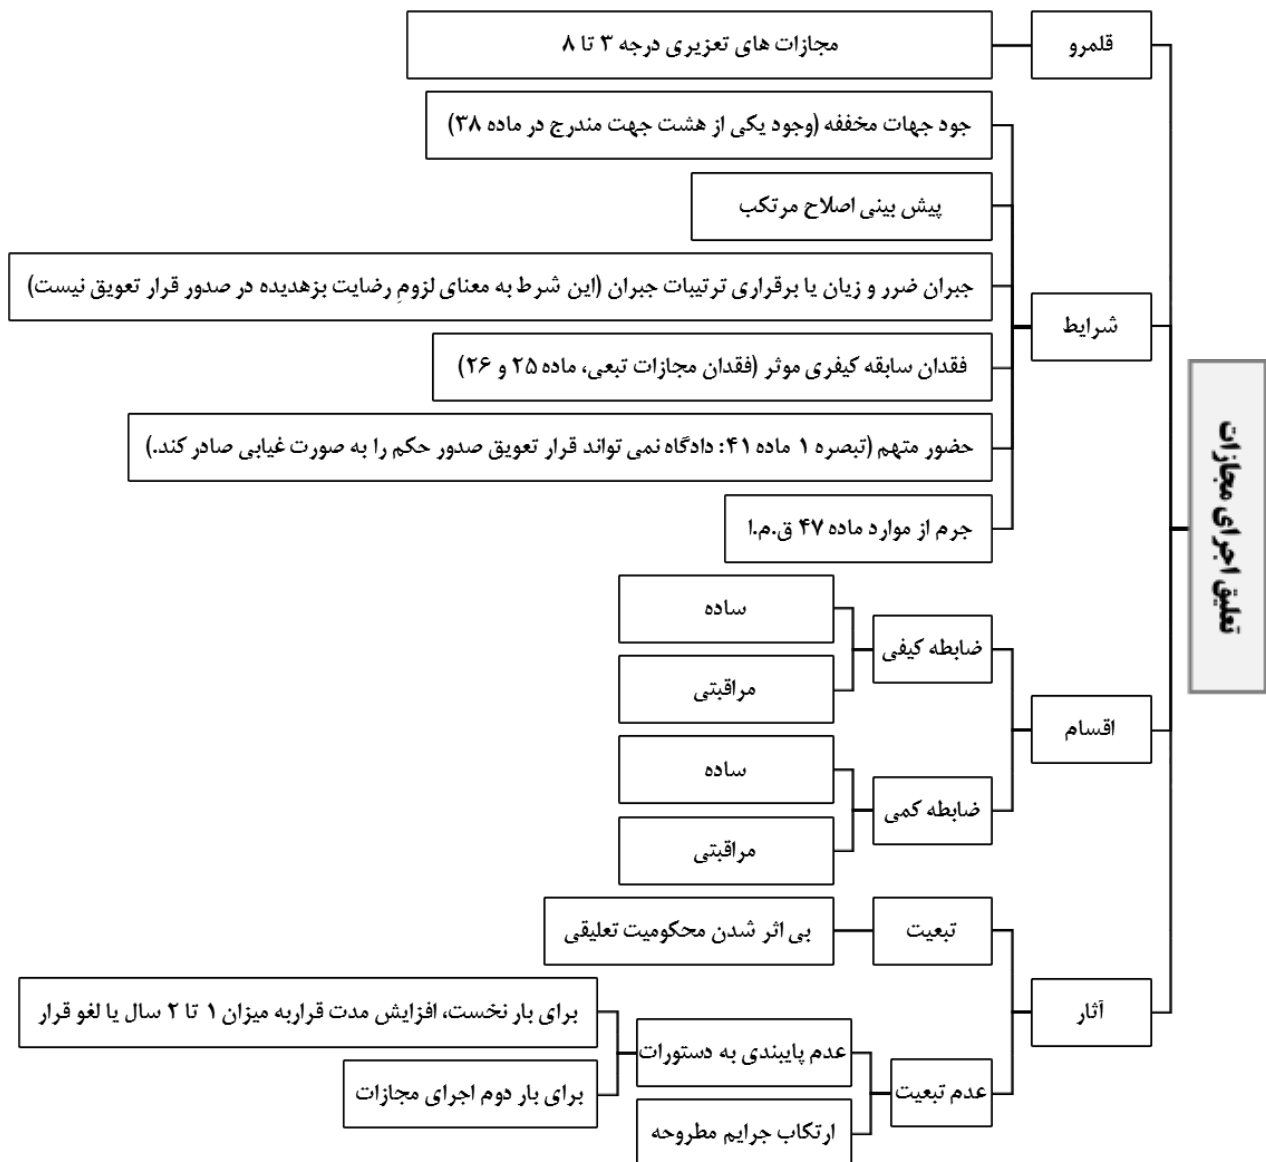 تعلیق اجرای مجازات
قلمرو
مجازات های تعزیری درجه ۳ تا ۸
شرایط
جود جهات مخففه (وجود یکی از هشت جهت مندرج در ماده ۳۸)
پیش بینی اصلاح مرتکب
جبران ضرر و زیان یا برقراری ترتیبات جبران (این شرط به معنای لزومِ رضایت بزهدیده در صدور قرار تعویق نیست)
فقدان سابقه کیفری موثر (فقدان مجازات تبعی، ماده ۲۵ و ۲۶)
حضور متهم (تبصره ۱ ماده ۴۱: دادگاه نمی تواند قرار تعویق صدور حکم را به صورت غیابی صادر کند.)
جرم از موارد ماده ۴۷ ق.م.ا
اقسام
ضابطه کیفی
ساده
مراقبتی
ضابطه کمی
ساده
مراقبتی
آثار
تبعیت
بی اثر شدن محکومیت تعلیقی
عدم تبعیت
عدم پایبندی به دستورات
برای بار نخست، افزایش مدت قراربه میزان ۱ تا ۲ سال یا لغو قرار
برای بار دوم اجرای مجازات
ارتکاب جرایم مطروحه